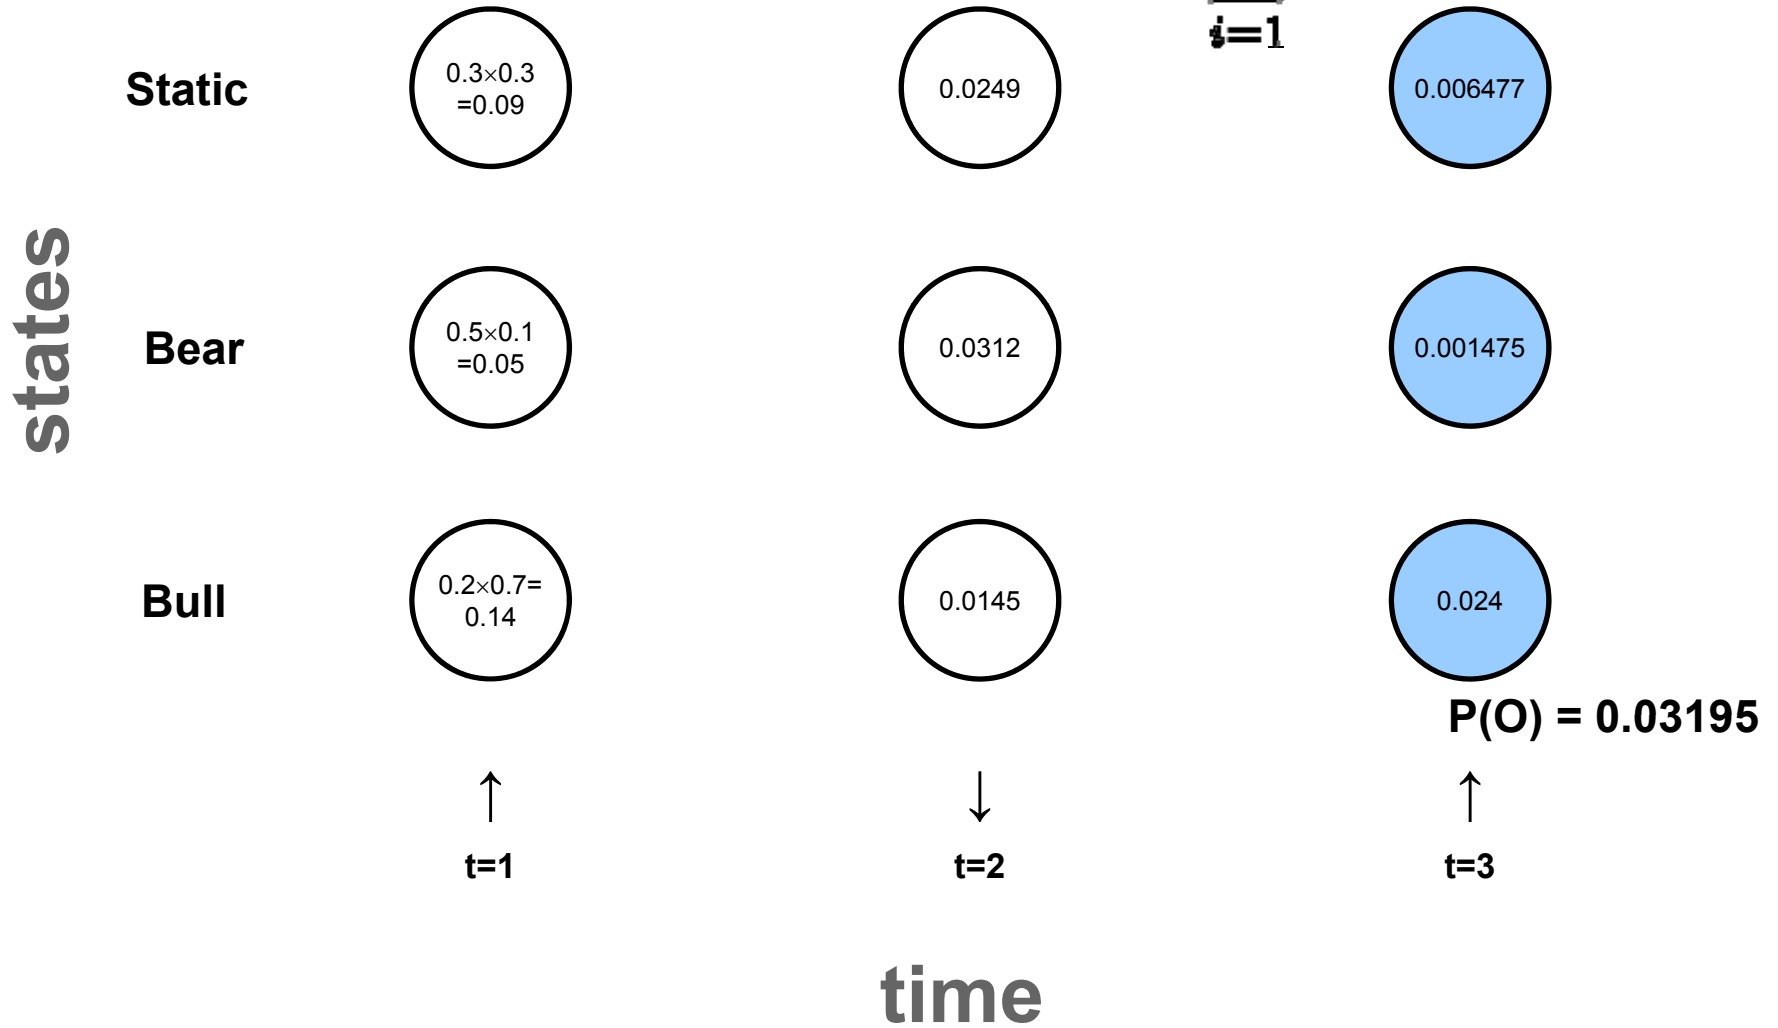 i=1
Static
0.3×0.3
=0.09
0.0249
0.006477
states
Bear
0.5×0.1
=0.05
0.0312
0.001475
Bull
0.2×0.7=
0.14
0.0145
0.024
P(O) = 0.03195
↑
↓
↑
t=1
t=2
t=3
time